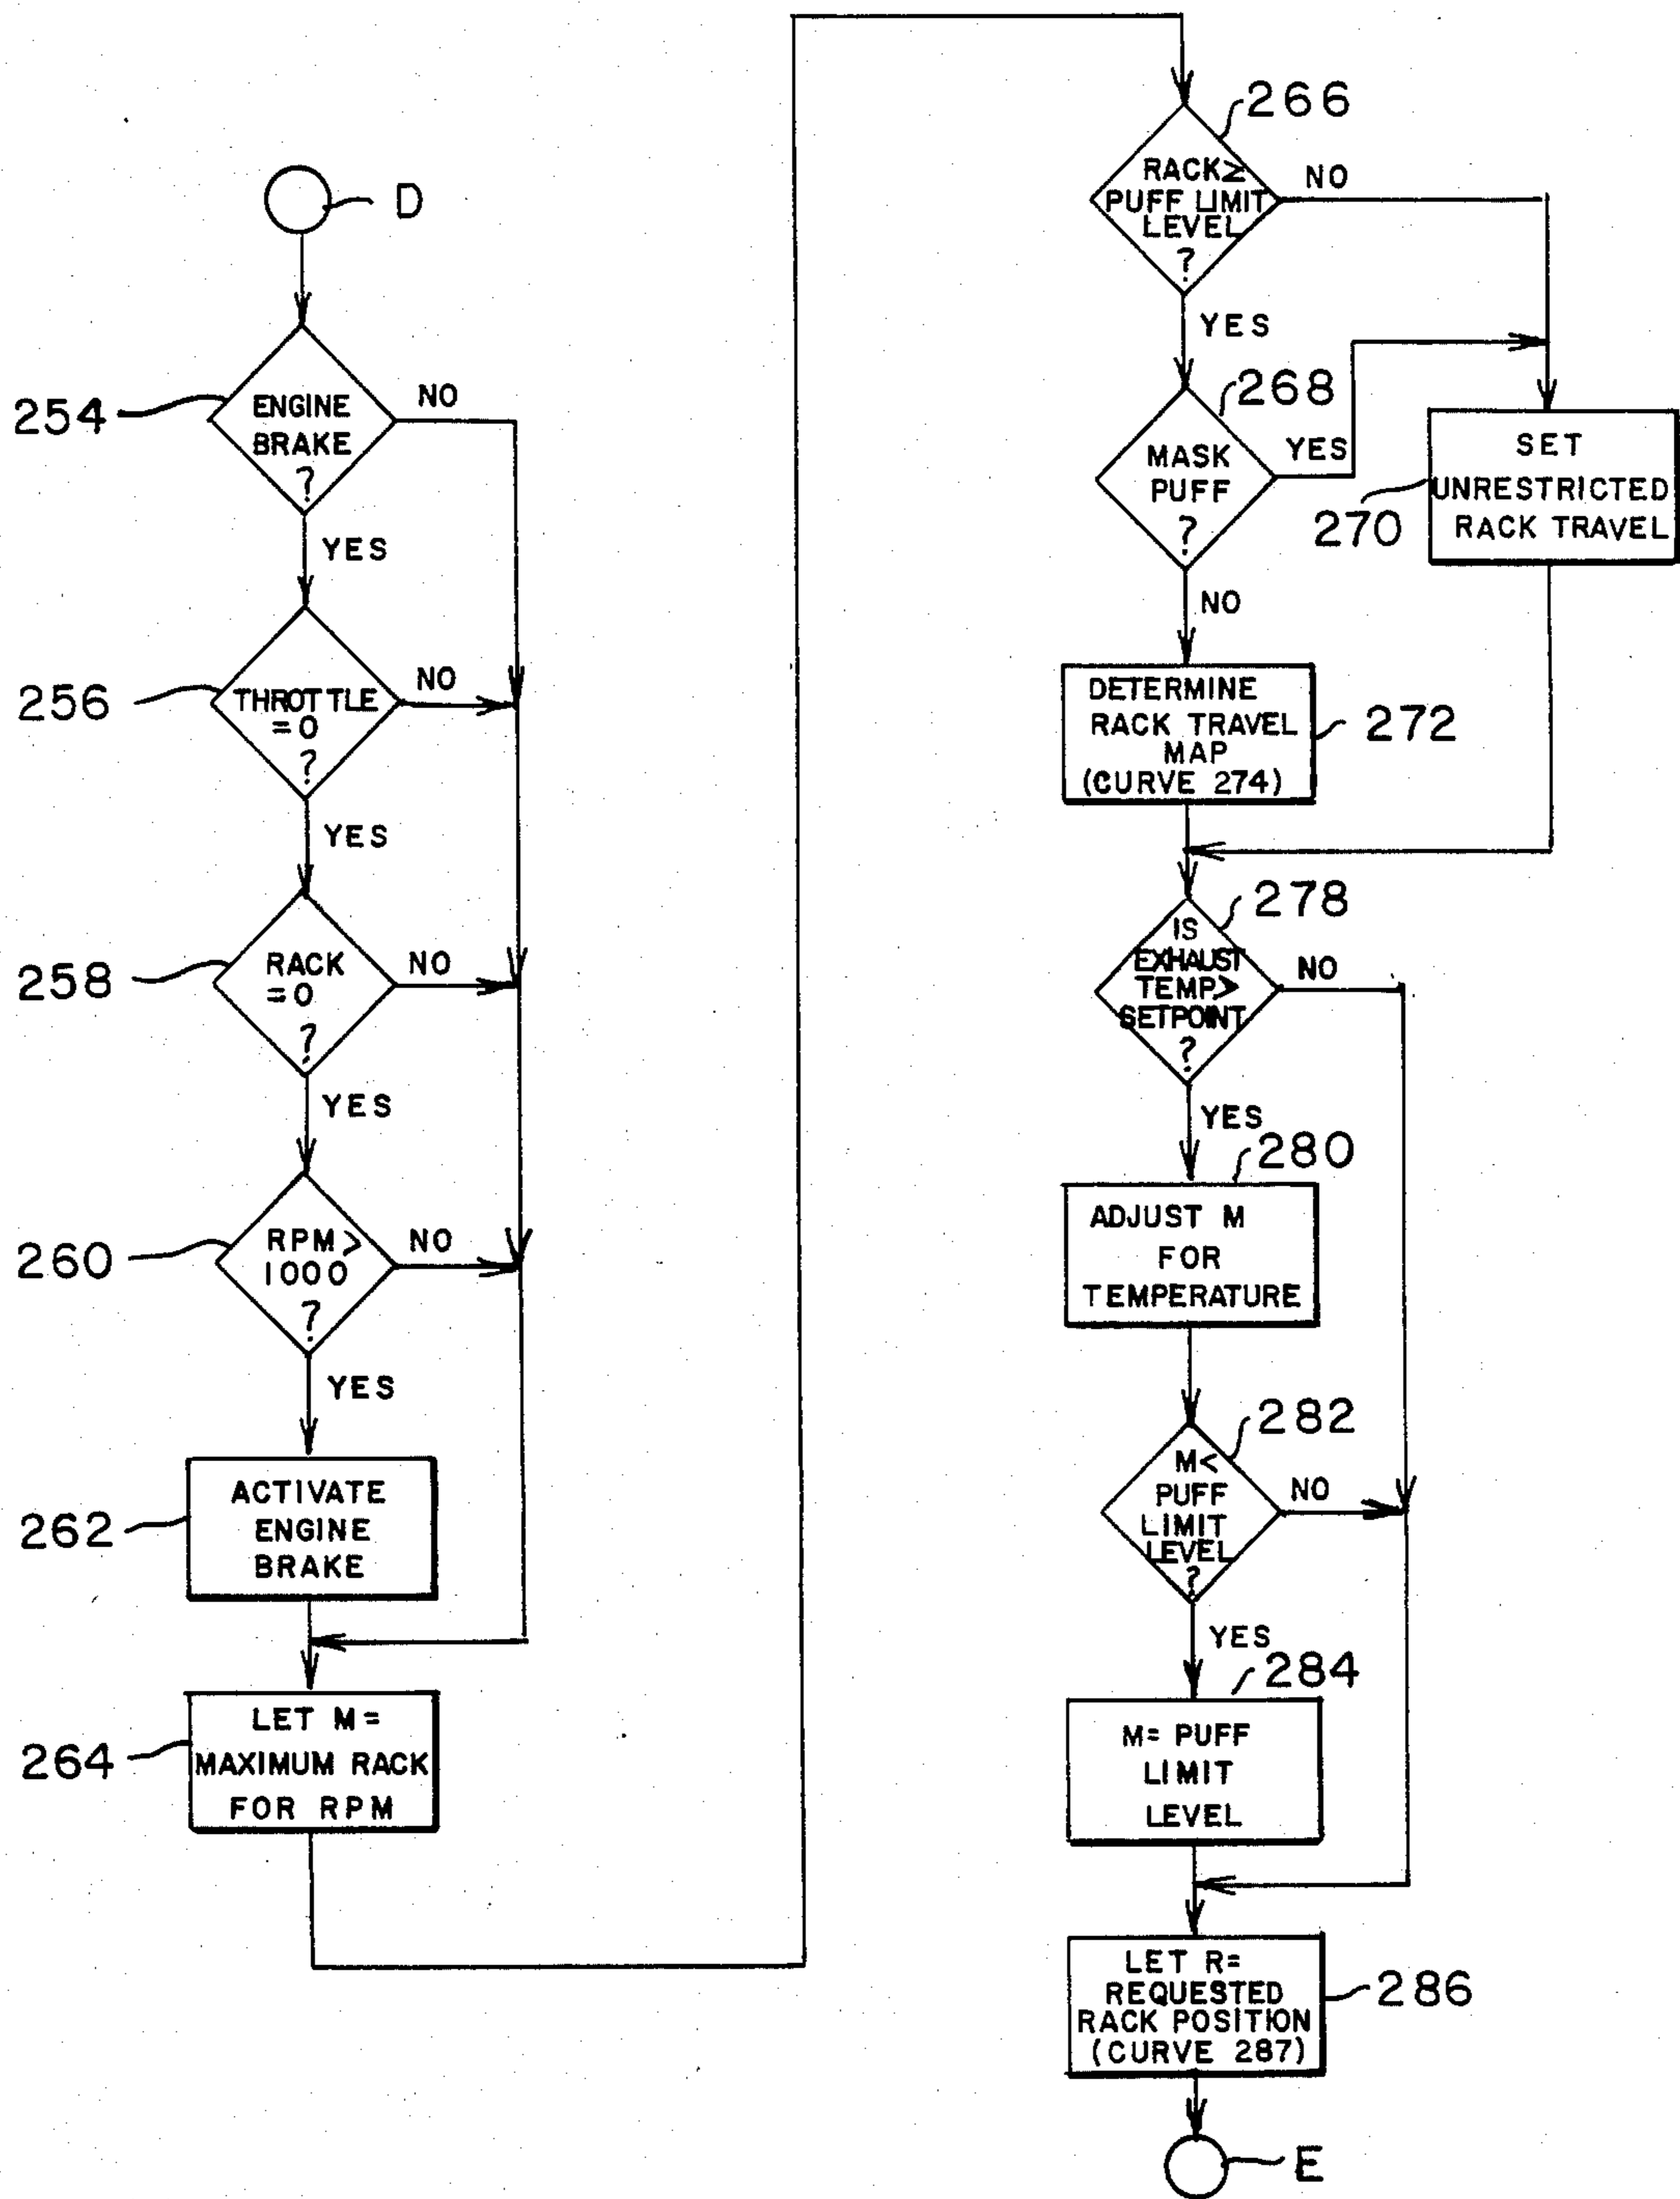 D
254
ENGINE
BRAKE
?
NO
YES
256
THROTTLE
=0
?
NO
YES
258
RACK
=0
?
NO
YES
260
RPM >
1000
?
NO
YES
262
ACTIVATE
ENGINE
BRAKE
264
LET M=
MAXIMUM RACK
FOR RPM
266
RACK≥
PUFF LIMIT
LEVEL
?
NO
YES
268
MASK
PUFF
?
YES
NO
270
SET
UNRESTRICTED
RACK TRAVEL
272
DETERMINE
RACK TRAVEL
MAP
(CURVE 274)
278
IS
EXHAUST
TEMP>
SETPOINT
?
NO
YES
280
ADJUST M
FOR
TEMPERATURE
282
M<
PUFF
LIMIT
LEVEL
?
NO
YES
284
M= PUFF
LIMIT
LEVEL
286
LET R=
REQUESTED
RACK POSITION
(CURVE 287)
E